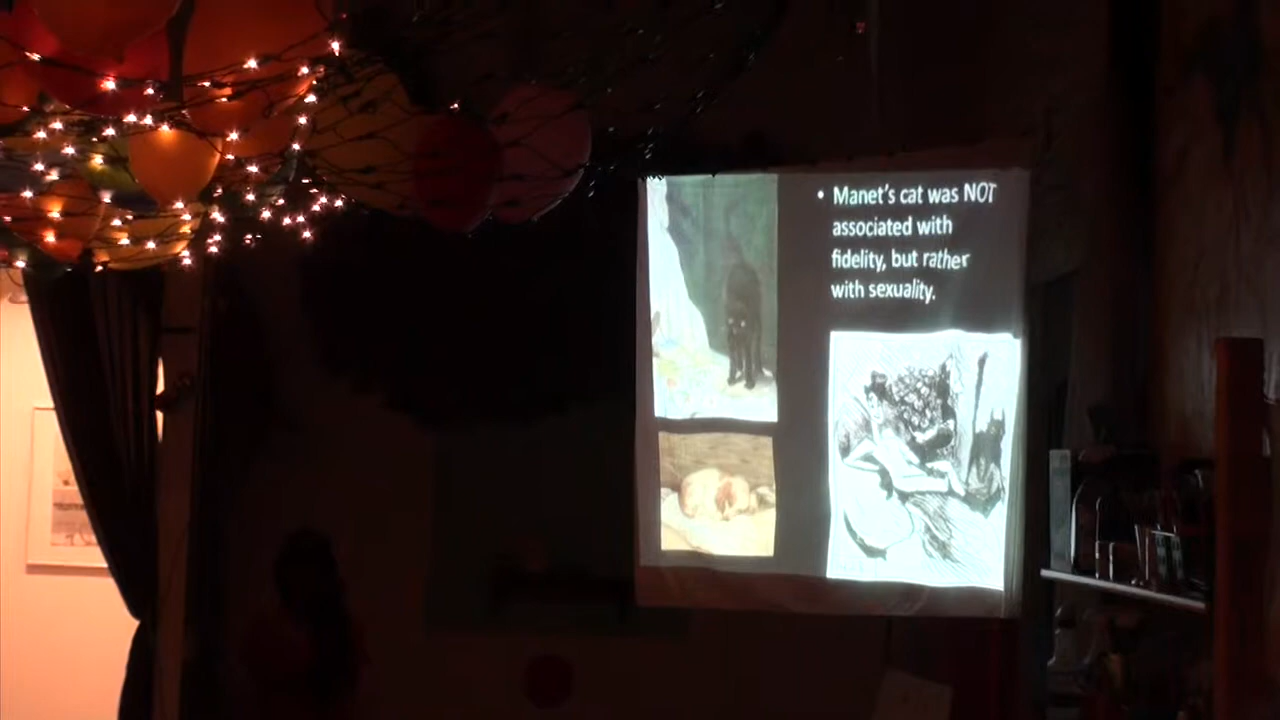 • Manet's cat was NOT
associated with
fidelity, but rather
with sexuality.